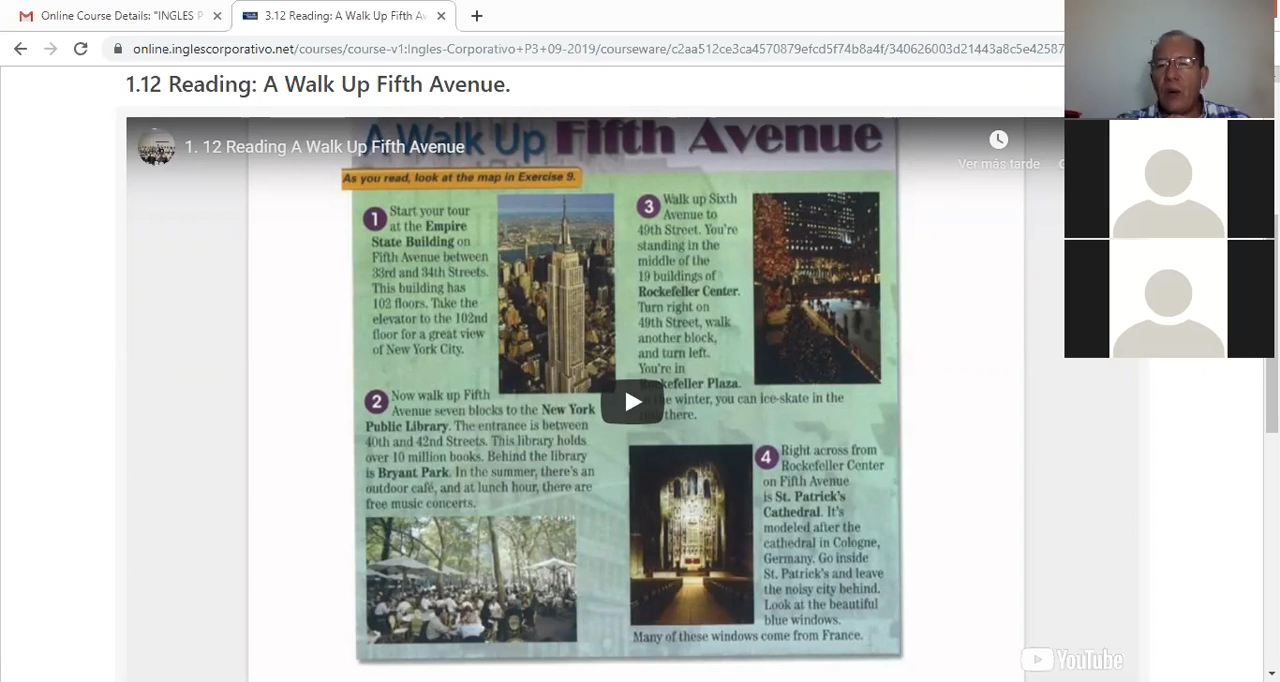 Online Course Details: "INGLES P
3.12 Reading: A Walk Up Fifth Av
online.inglescorporativo.net/courses/course-v1:Ingles-Corporativo+P3+09-2019/courseware/c2aa512ce3ca4570879efcd5f74b8a4f/340626003d21443a8c5e42587
1.12 Reading: A Walk Up Fifth Avenue.
1. 12 Reading A Walk Up Fifth Avenue
Ver más tarde
A Walk Up Fifth Avenue
As you read, look at the map in Exercise 9.
1 Start your tour
at the Empire
State Building on
Fifth Avenue between
33rd and 34th Streets.
This building has
102 floors. Take the
elevator to the 102nd
floor for a great view
of New York City.
2 Now walk up Fifth
Avenue seven blocks to the New York
Public Library. The entrance is between
40th and 42nd Streets. This library holds
over 10 million books. Behind the library
is Bryant Park. In the summer, there's an
outdoor café, and at lunch hour, there are
free music concerts.
3 Walk up Sixth
Avenue to
49th Street. You're
standing in the
middle of the
19 buildings of
Rockefeller Center.
Turn right on
49th Street, walk
another block,
and turn left.
You're in
Rockefeller Plaza.
the winter, you can ice-skate in the
there.
4 Right across from
Rockefeller Center
on Fifth Avenue
is St. Patrick's
Cathedral. It's
modeled after the
cathedral in Cologne,
Germany. Go inside
St. Patrick's and leave
the noisy city behind.
Look at the beautiful
blue windows.
Many of these windows come from France.
YouTube